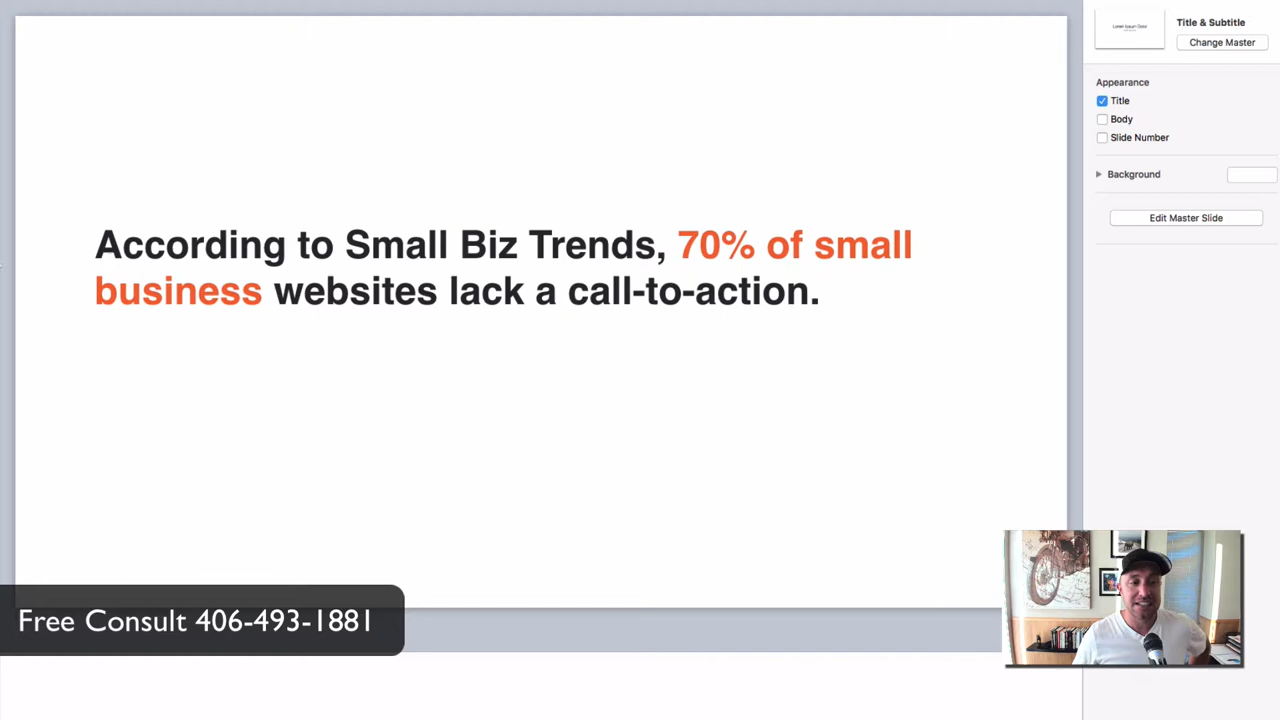 According to Small Biz Trends, 70% of small
business websites lack a call-to-action.
Free Consult 406-493-1881
Title & Subtitle
Change Master
Appearance
Title
Body
Slide Number
Background
Edit Master Slide